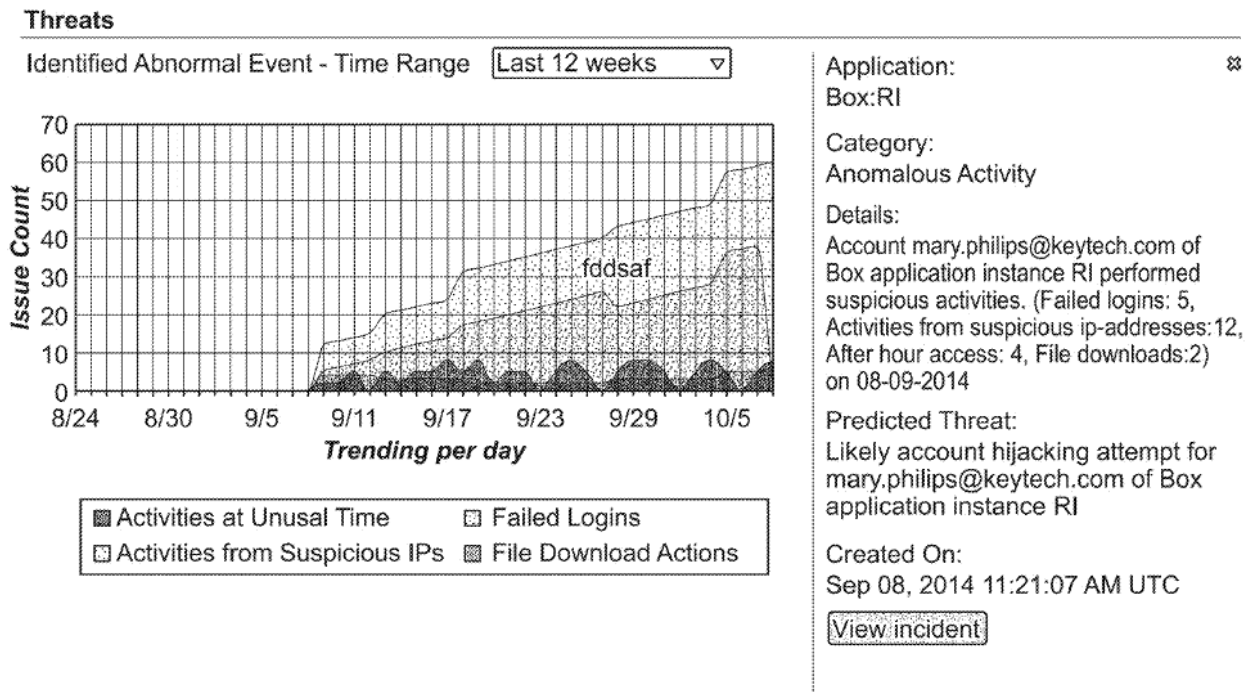 Threats
Identified Abnormal Event - Time Range Last 12 weeks
70
60
50
40
30
20
10
0
Issue Count
fddsaf
8/24 8/30 9/5 9/11 9/17 9/23 9/29 10/5
Trending per day
Activities at Unusal Time Failed Logins
Activities from Suspicious IPs File Download Actions
Application:
Box:RI
Category:
Anomalous Activity
Details:
Account mary.philips@keytech.com of
Box application instance RI performed
suspicious activities. (Failed logins: 5,
Activities from suspicious ip-addresses:12,
After hour access: 4, File downloads:2)
on 08-09-2014
Predicted Threat:
Likely account hijacking attempt for
mary.philips@keytech.com of Box
application instance RI
Created On:
Sep 08, 2014 11:21:07 AM UTC
View incident